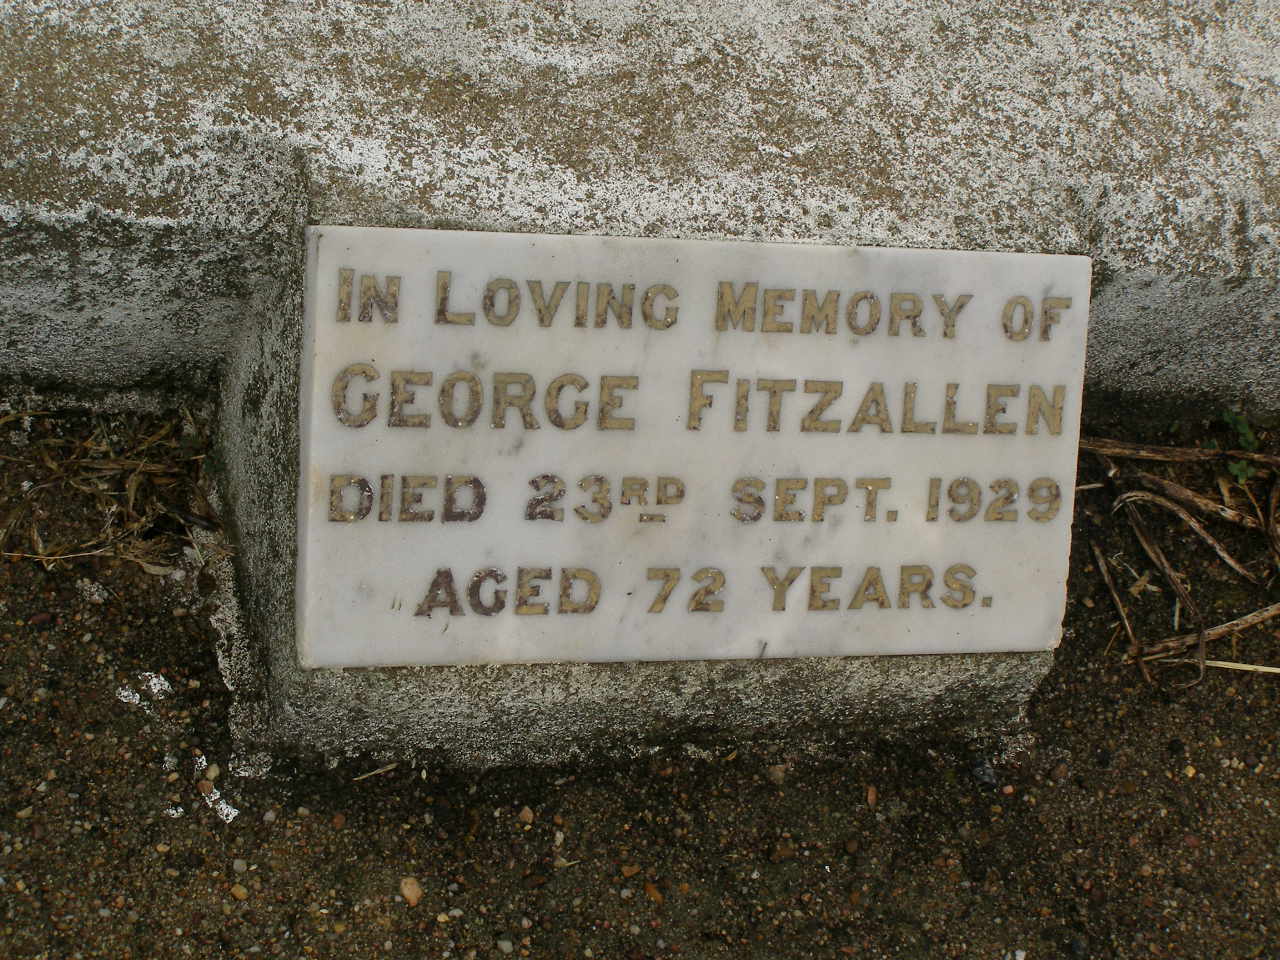 IN LOVING MEMORY OF
GEORGE FITZALLEN
DIED 23RD SEPT. 1929
AGED 72 YEARS.